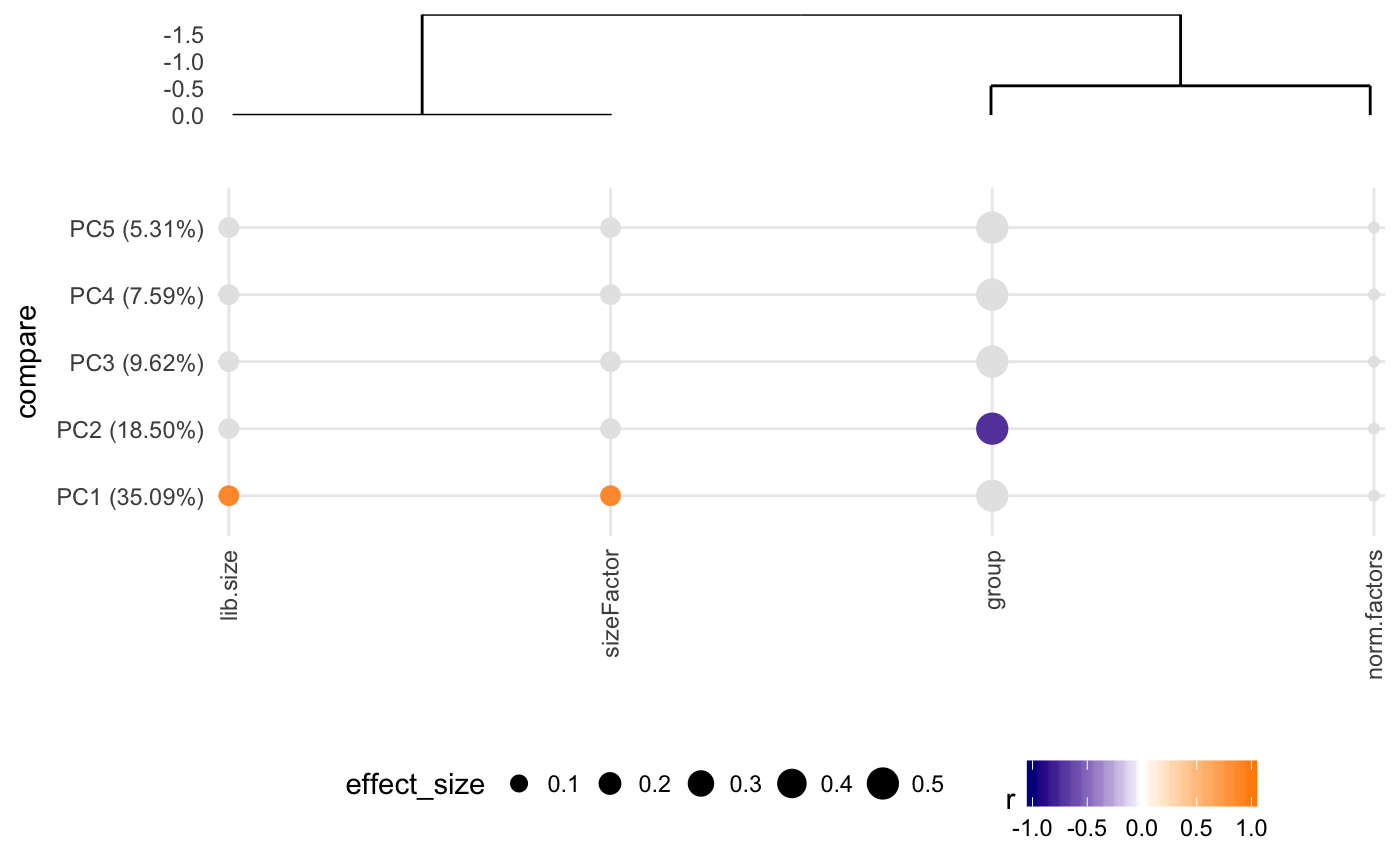 -1.5
-1.0
-0.5
0.0
compare
PC5 (5.31%)
PC4 (7.59%)
PC3 (9.62%)
PC2 (18.50%)
PC1 (35.09%)
lib.size
sizeFactor
group
norm.factors
effect_size 0.1 0.2 0.3 0.4 0.5
r
-1.0 -0.5 0.0 0.5 1.0